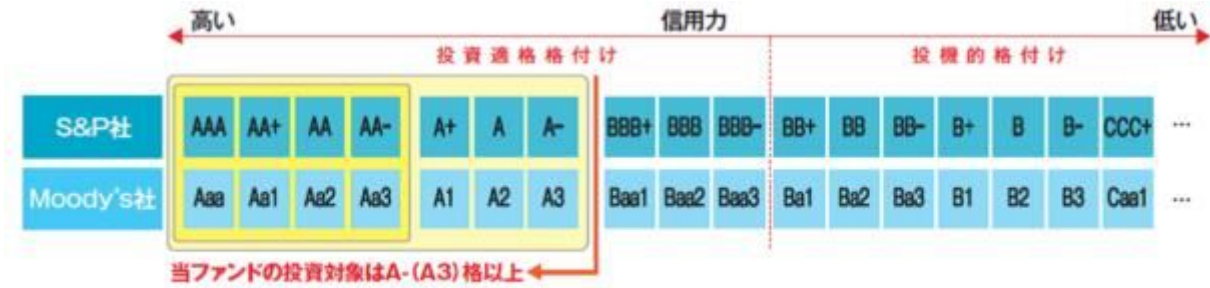 高い 信用力 低い
投資適格格付け 投機的格付け
S&P社 AAA AA+ AA AA- A+ A A- BBB+ BBB BBB- BB+ BB BB- B+ B B- CCC+ …
Moody's社 Aaa Aa1 Aa2 Aa3 A1 A2 A3 Baa1 Baa2 Baa3 Ba1 Ba2 Ba3 B1 B2 B3 Caa1 …
当ファンドの投資対象はA-(A3)格以上